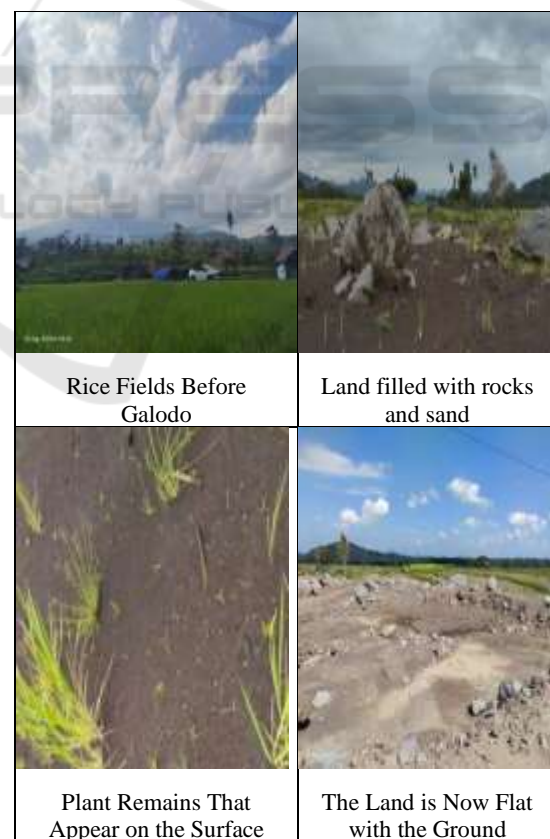 Rice Fields Before
Galodo
Land filled with rocks
and sand
Plant Remains That
Appear on the Surface
The Land is Now Flat
with the Ground